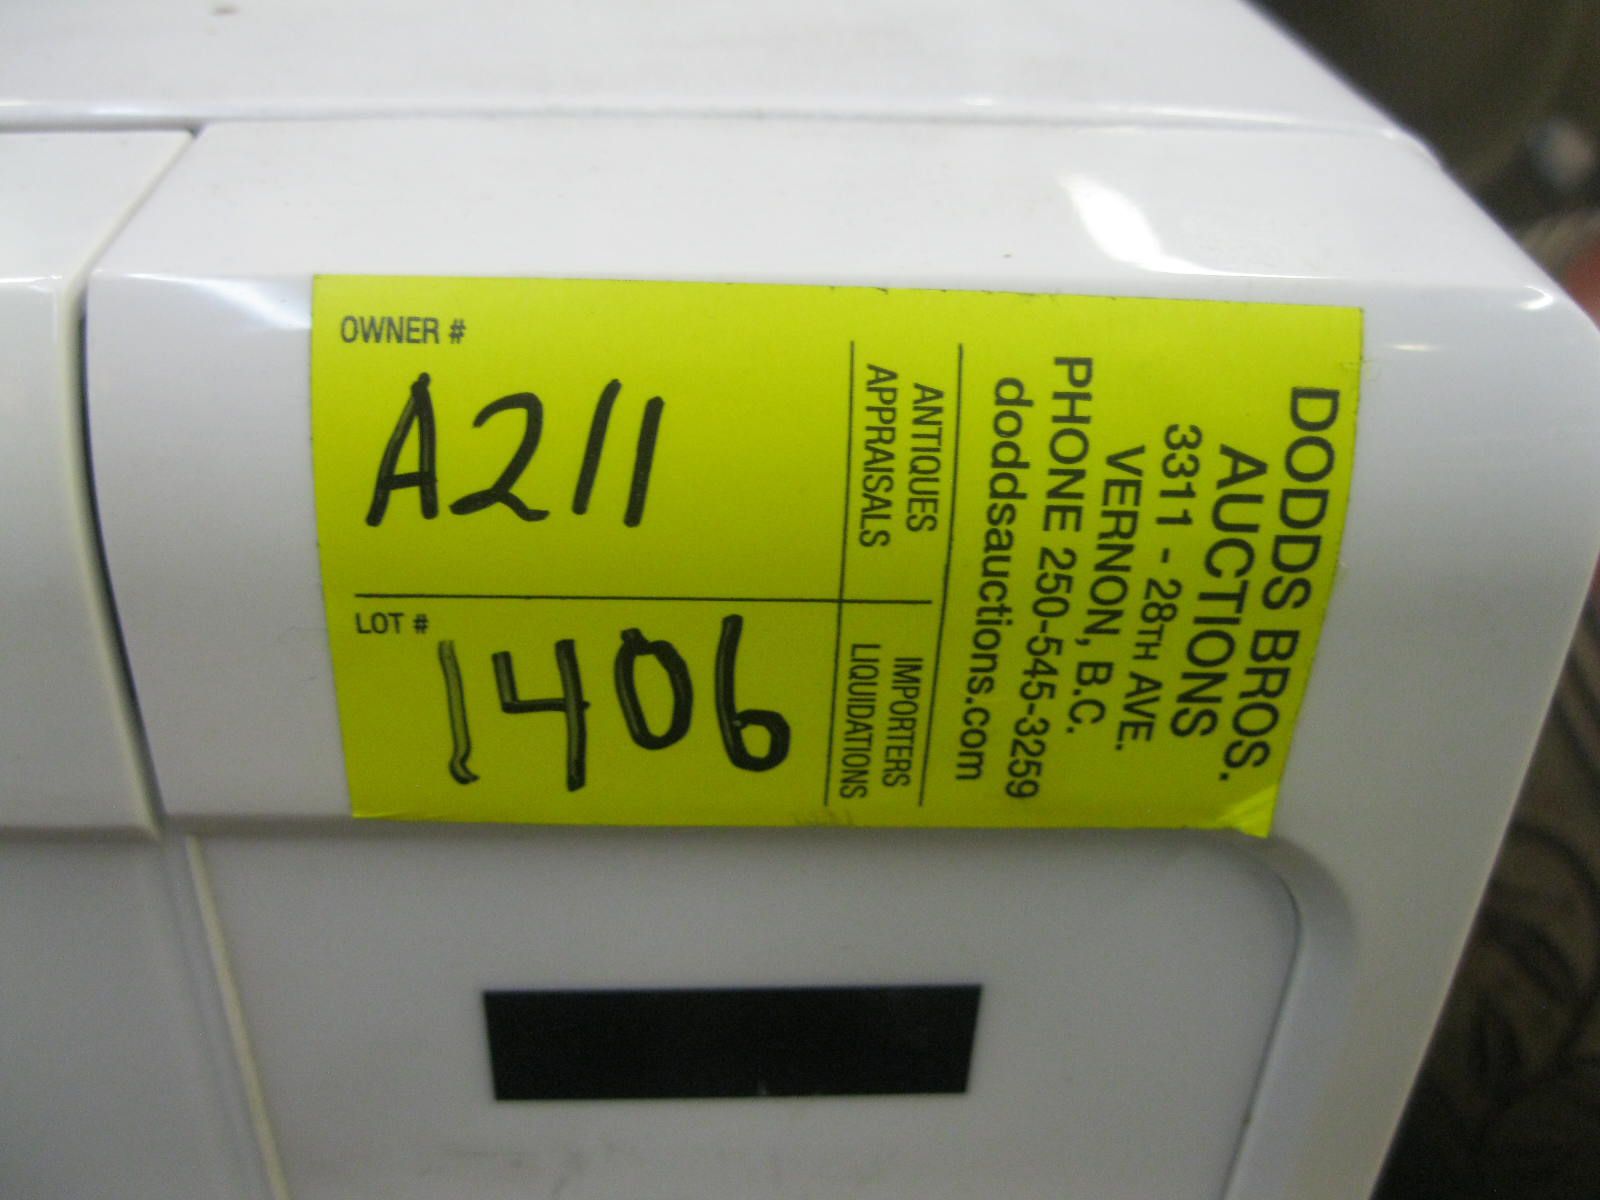 OWNER #
A211
LOT #
1406
ANTIQUES
APPRAISALS
IMPORTERS
LIQUIDATIONS
DODDS BROS.
AUCTIONS
3311 - 28TH AVE.
VERNON, B.C.
PHONE 250-545-3259
doddsauctions.com